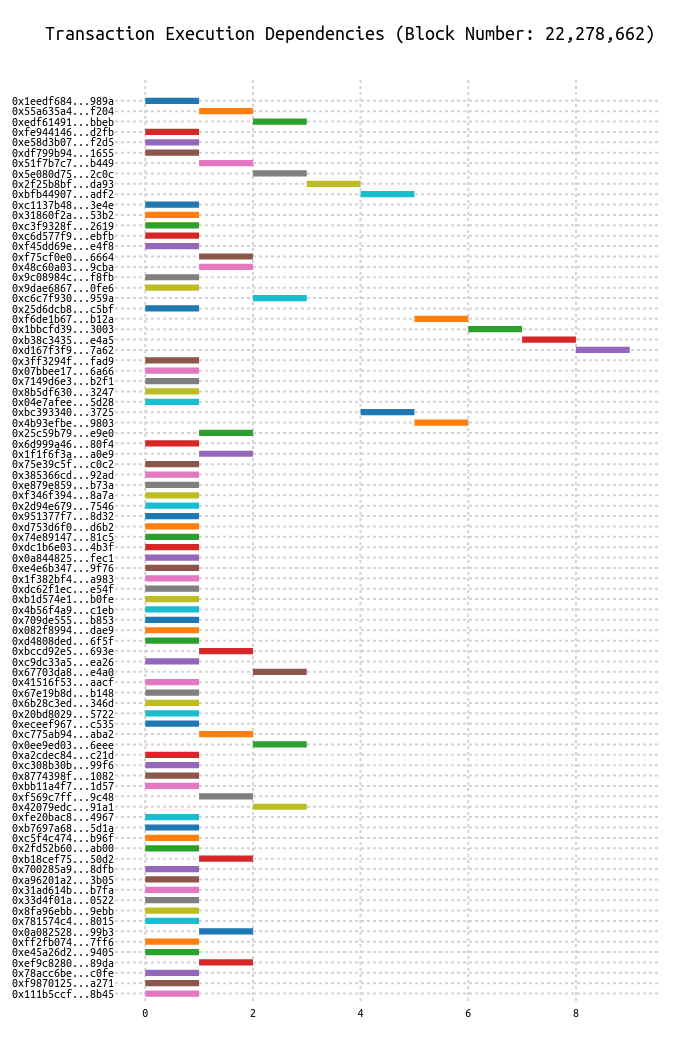 Transaction Execution Dependencies (Block Number: 22,278,662)
0x1eedf684...989a
0x55a635a4...f204
0xedf61491...bbeb
0xfe944146...d2fb
0xe58d3b07...f2d5
0xdf799b94...1655
0x51f7b7c7...b449
0x5e080d75...2c0c
0x2f25b8bf...da93
0xbfb44907...adf2
0xc1137b48...3e4e
0x31860f2a...53b2
0xc3f9328f...2619
0xc6d577f9...ebfb
0xf45dd69e...e4f8
0xf75cf0e0...6664
0x48c60a03...9cba
0x9c08984c...f8fb
0x9dae6867...0fe6
0xc6c7f930...959a
0x25d6dcb8...c5bf
0xf6de1b67...b12a
0x1bbcfd39...3003
0xb38c3435...e4a5
0xd167f3f9...7a62
0x3ff3294f...fad9
0x07bbee17...6a66
0x7149d6e3...b2f1
0x8b5df630...3247
0x04e7afee...5d28
0xbc393340...3725
0x4b93efbe...9803
0x25c59b79...e9e0
0x6d999a46...80f4
0x1f1f6f3a...a0e9
0x75e39c5f...c0c2
0x385366cd...92ad
0xe879e859...b73a
0xf346f394...8a7a
0x2d94e679...7546
0x951377f7...8d32
0xd753d6f0...d6b2
0x74e89147...81c5
0xdc1b6e03...4b3f
0x0a844825...fec1
0xe4e6b347...9f76
0x1f382bf4...a983
0xdc62f1ec...e54f
0xb1d574e1...b0fe
0x4b56f4a9...c1eb
0x709de555...b853
0x082f8994...dae9
0xd4808ded...6f5f
0xbccd92e5...693e
0xc9dc33a5...ea26
0x67703da8...e4a0
0x41516f53...aacf
0x67e19b8d...b148
0x6b28c3ed...346d
0x20bd8029...5722
0xeceef967...c535
0xc775ab94...aba2
0x0ee9ed03...6eee
0xa2cdec84...c21d
0xc308b30b...99f6
0x8774398f...1082
0xbb11a4f7...1d57
0xf569c7ff...9c48
0x42079edc...91a1
0xfe20bac8...4967
0xb7697a68...5d1a
0xc5f4c474...b96f
0x2fd52b60...ab00
0xb18cef75...50d2
0x700285a9...8dfb
0xa96201a2...3b05
0x31ad614b...b7fa
0x33d4f01a...0522
0x8fa96ebb...9ebb
0x781574c4...8015
0x0a082528...99b3
0xff2fb074...7ff6
0xe45a26d2...9405
0xef9c8280...89da
0x78acc6be...c0fe
0xf9870125...a271
0x111b5ccf...8b45
0 2 4 6 8